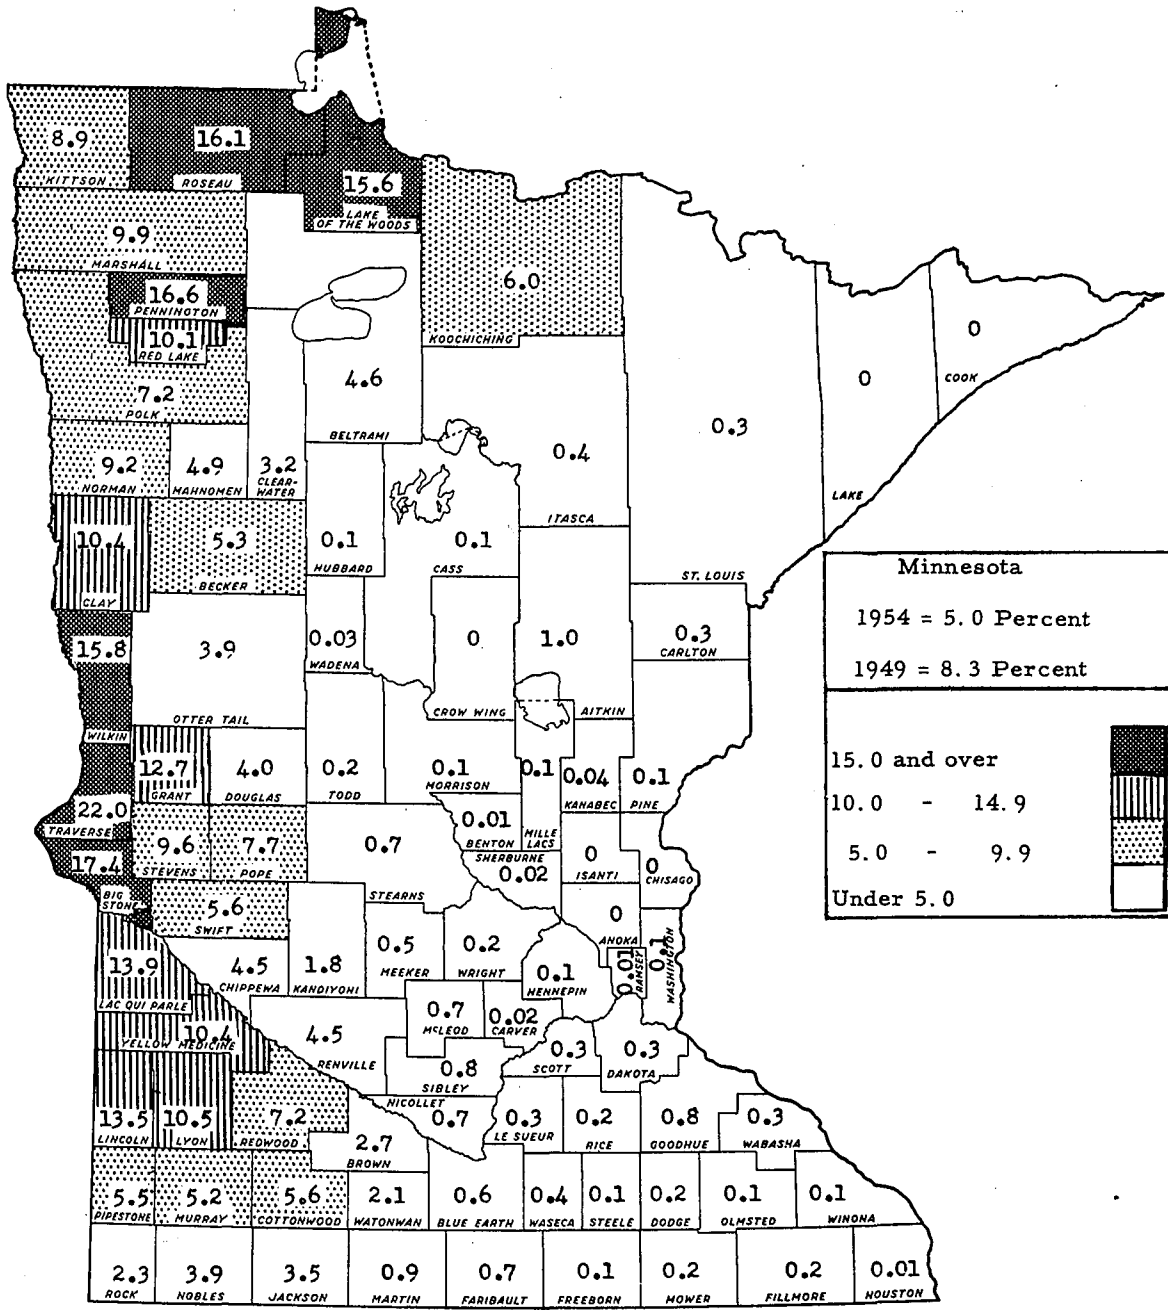 8.9
KITTSON
16.1
ROSEAU
15.6
LAKE
OF THE WOODS
9.9
MARSHALL
6.0
KOOCHICHING
16.6
PENNINGTON
10.1
RED LAKE
7.2
POLK
4.6
BELTRAMI
0
COOK
0
LAKE
0.3
ST. LOUIS
0.4
ITASCA
9.2
NORMAN
4.9
MAHNOMEN
3.2
CLEAR-
WATER
10.4
CLAY
5.3
BECKER
0.1
HUBBARD
0.1
CASS
Minnesota
1954 = 5.0 Percent
1949 = 8.3 Percent
15.0 and over
10.0 - 14.9
5.0 - 9.9
Under 5.0
15.8
WILKIN
3.9
OTTER TAIL
0.03
WADENA
0
CROW WING
1.0
AITKIN
0.3
CARLTON
12.7
GRANT
4.0
DOUGLAS
0.2
TODD
0.1
MORRISON
0.1
MILLE
LACS
0.04
KANABEC
0.1
PINE
22.0
TRAVERSE
9.6
STEVENS
7.7
POPE
0.7
STEARNS
0.01
BENTON
SHERBURNE
0.02
0
ISANTI
0
CHISAGO
17.4
BIG
STONE
5.6
SWIFT
13.9
LAC QUI PARLE
4.5
CHIPPEWA
1.8
KANDIYOHI
0.5
MEEKER
0.2
WRIGHT
0.1
HENNEPIN
0
ANOKA
0.01
RAMSEY
0.1
WASHINGTON
10.4
YELLOW MEDICINE
4.5
RENVILLE
0.7
McLEOD
0.02
CARVER
0.8
SIBLEY
0.3
SCOTT
0.3
DAKOTA
13.5
LINCOLN
10.5
LYON
7.2
REDWOOD
2.7
BROWN
NICOLLET
0.7
0.3
LE SUEUR
0.2
RICE
0.8
GOODHUE
0.3
WABASHA
5.5
PIPESTONE
5.2
MURRAY
5.6
COTTONWOOD
2.1
WATONWAN
0.6
BLUE EARTH
0.4
WASECA
0.1
STEELE
0.2
DODGE
0.1
OLMSTED
0.1
WINONA
2.3
ROCK
3.9
NOBLES
3.5
JACKSON
0.9
MARTIN
0.7
FARIBAULT
0.1
FREEBORN
0.2
MOWER
0.2
FILLMORE
0.01
HOUSTON